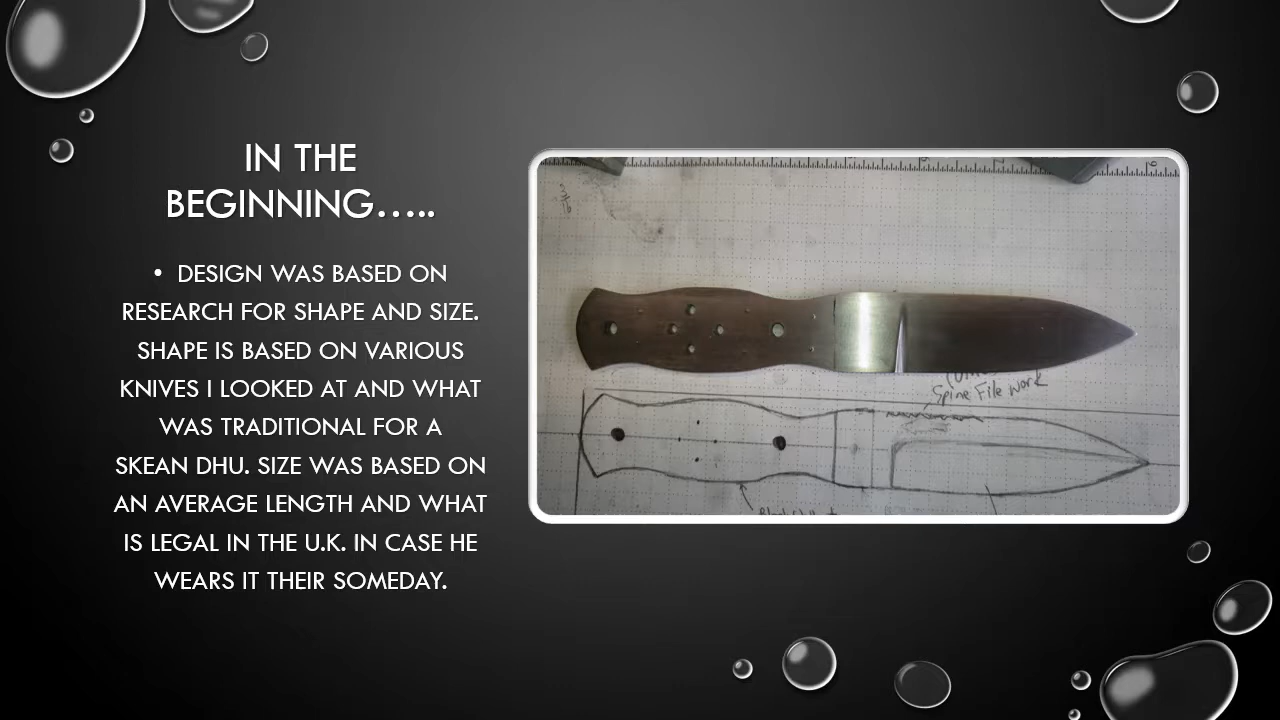 IN THE
BEGINNING…..
• DESIGN WAS BASED ON
RESEARCH FOR SHAPE AND SIZE.
SHAPE IS BASED ON VARIOUS
KNIVES I LOOKED AT AND WHAT
WAS TRADITIONAL FOR A
SKEAN DHU. SIZE WAS BASED ON
AN AVERAGE LENGTH AND WHAT
IS LEGAL IN THE U.K. IN CASE HE
WEARS IT THEIR SOMEDAY.
Spine File work